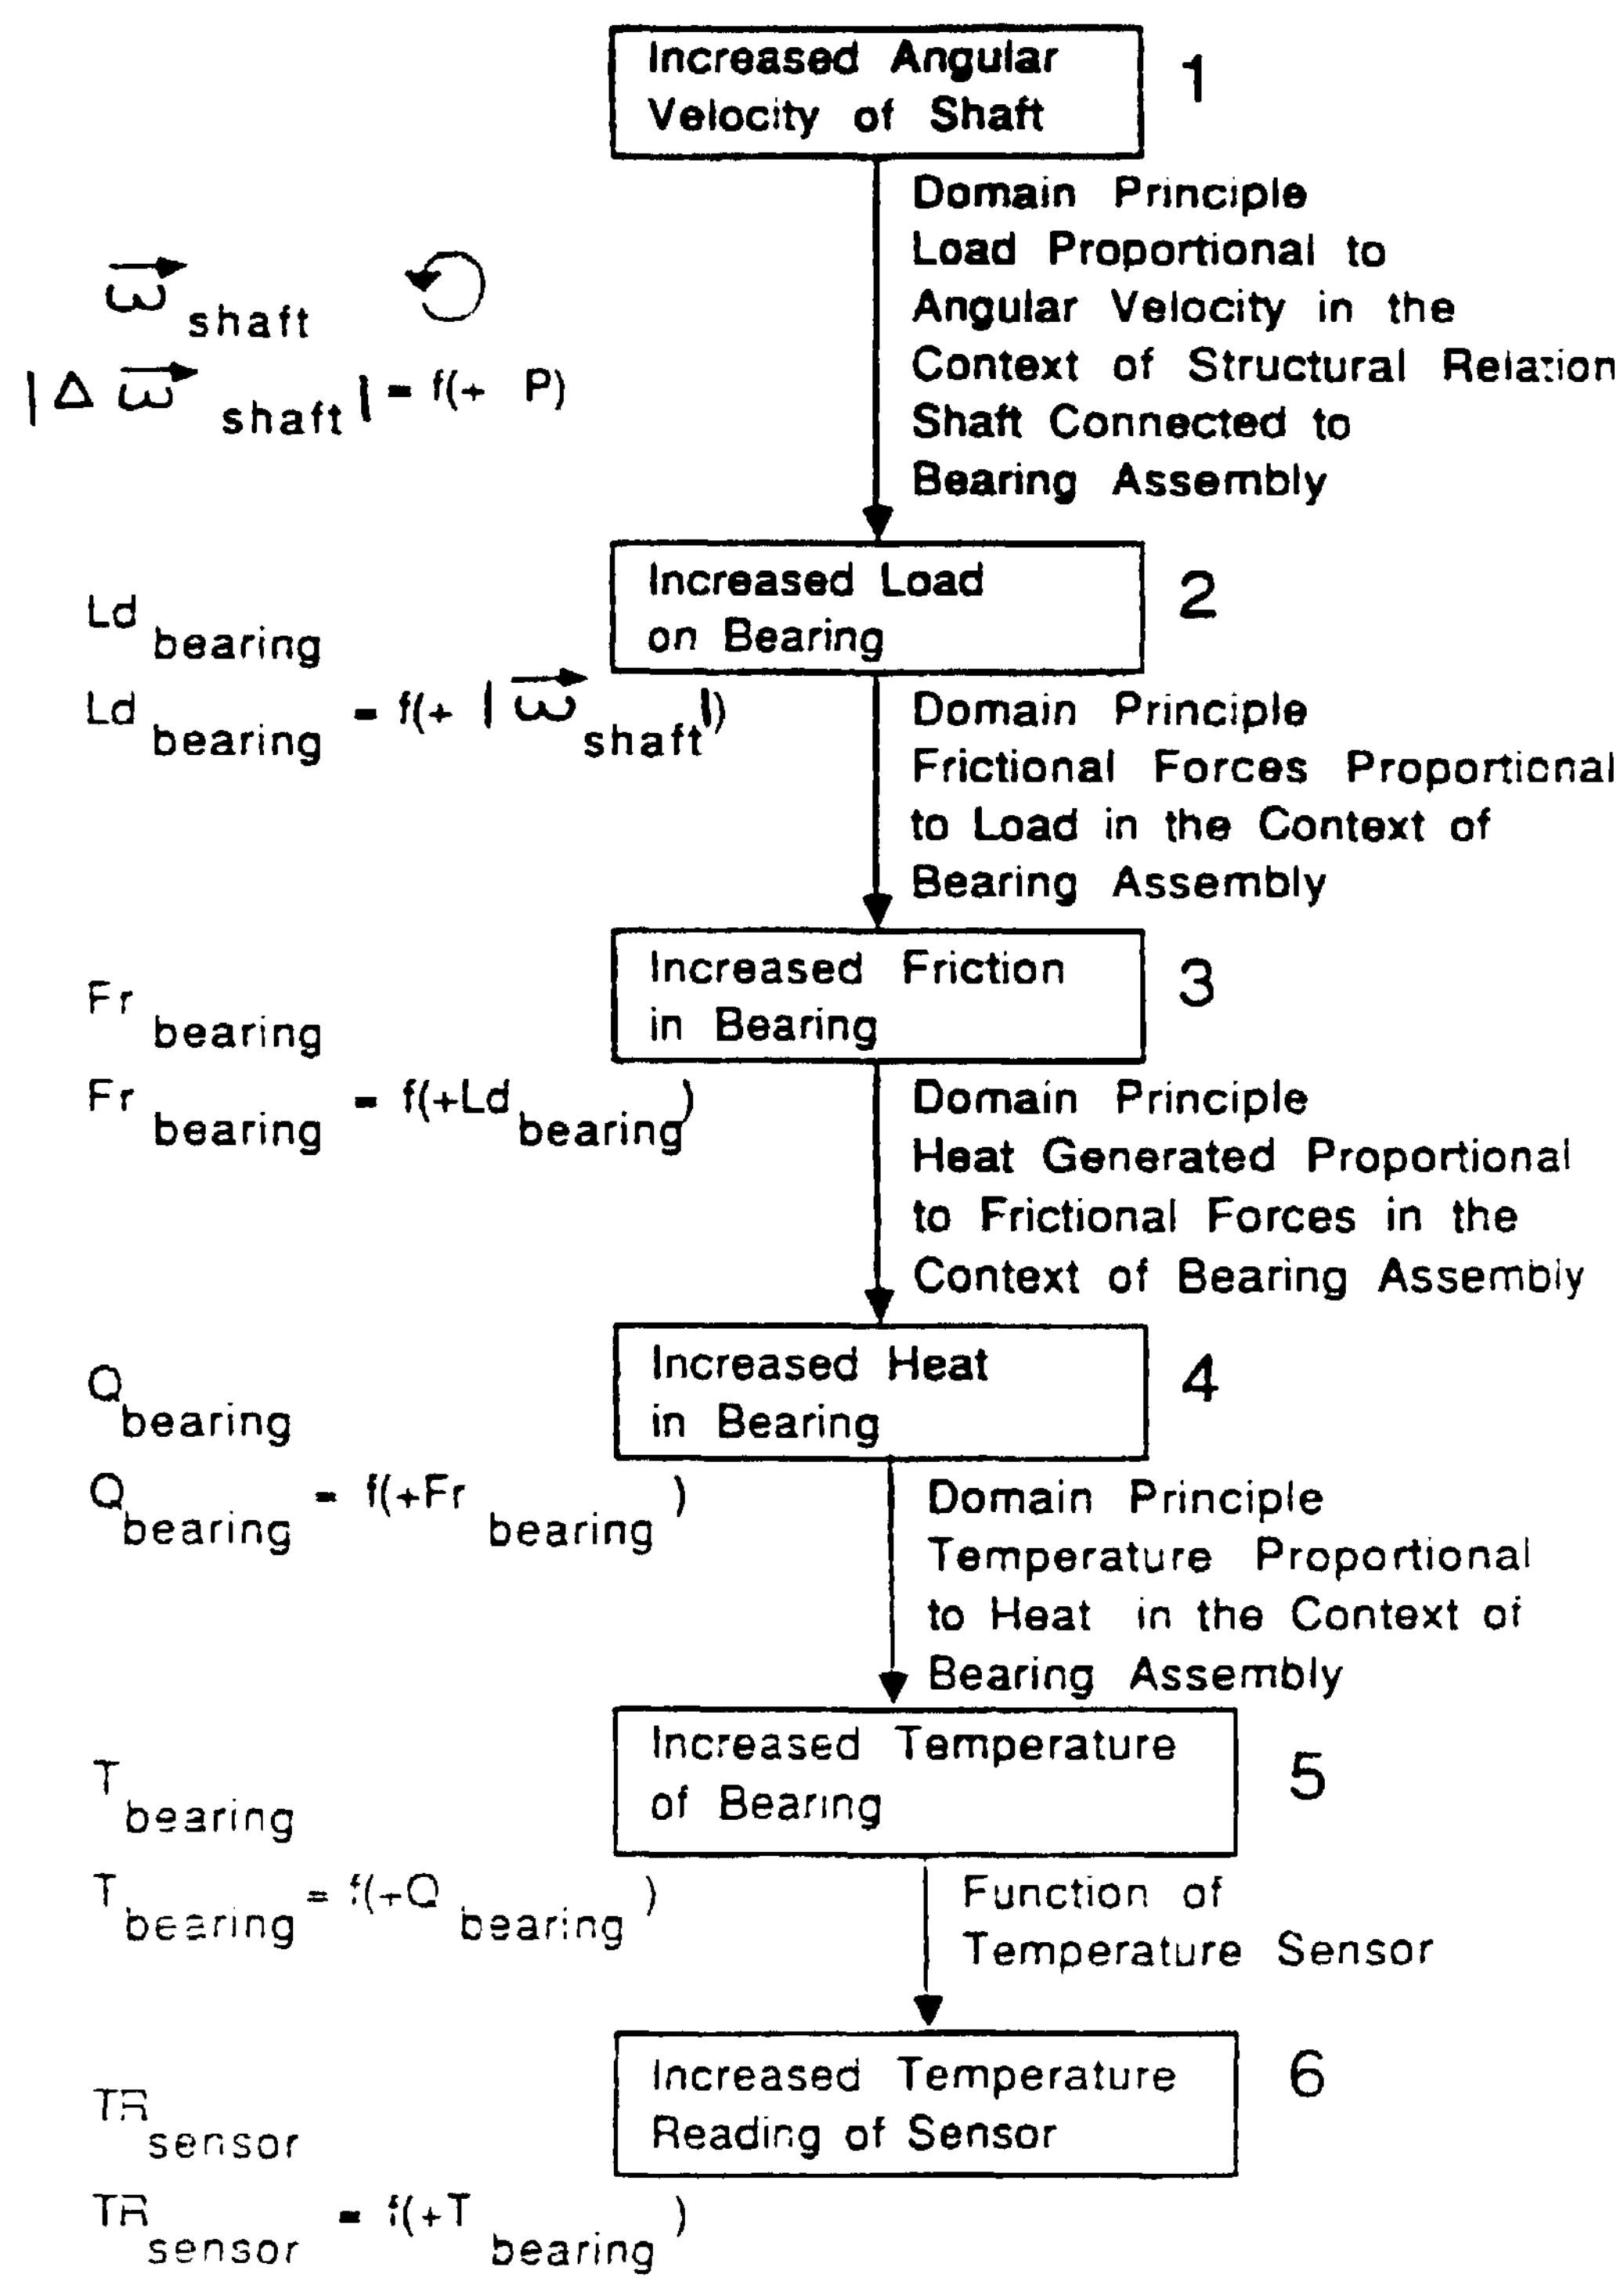 Increased Angular
Velocity of Shaft
1
Domain Principle
Load Proportional to
Angular Velocity in the
Context of Structural Relation
Shaft Connected to
Bearing Assembly
ω⃗ shaft
|Δ ω⃗ shaft| = f(+ P)
Increased Load
on Bearing
2
Ld bearing
Ld bearing = f(+ |ω⃗ shaft|)
Domain Principle
Frictional Forces Proportional
to Load in the Context of
Bearing Assembly
Increased Friction
in Bearing
3
Fr bearing
Fr bearing = f(+Ld bearing)
Domain Principle
Heat Generated Proportional
to Frictional Forces in the
Context of Bearing Assembly
Increased Heat
in Bearing
4
Q bearing
Q bearing = f(+Fr bearing )
Domain Principle
Temperature Proportional
to Heat in the Context of
Bearing Assembly
Increased Temperature
of Bearing
5
T bearing
T bearing = f(+Q bearing )
Function of
Temperature Sensor
Increased Temperature
Reading of Sensor
6
TR sensor
TR sensor = f(+T bearing )